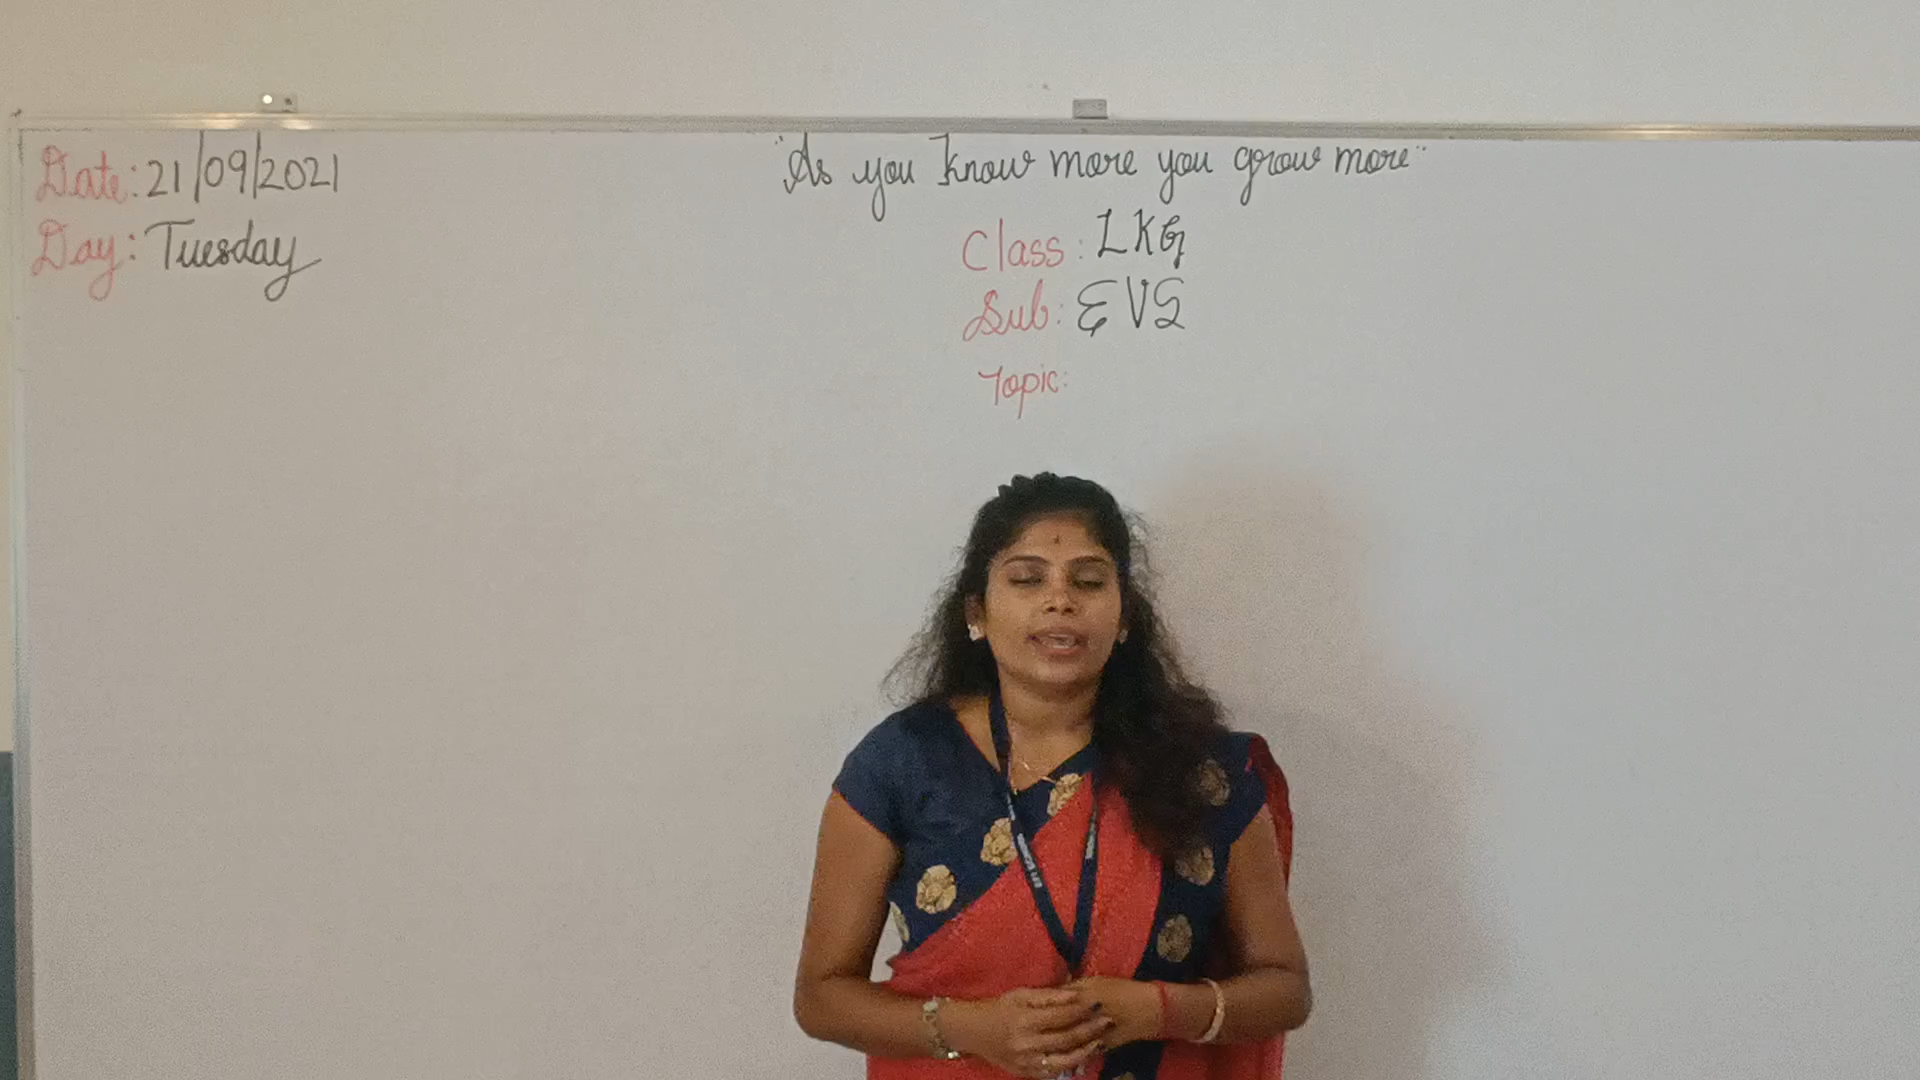 Date: 21/09/2021
Day: Tuesday
"As you know more you grow more"
Class: LKG
Sub: EVS
Topic: